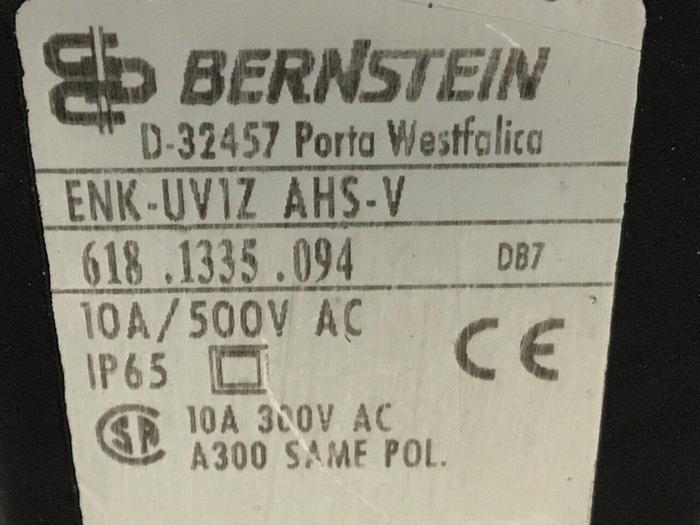 BERNSTEIN
D-32457 Porta Westfalica
ENK-UV1Z AHS-V
618.1335.094 DB7
10A/500V AC
IP65 CE
SA 10A 300V AC
A300 SAME POL.